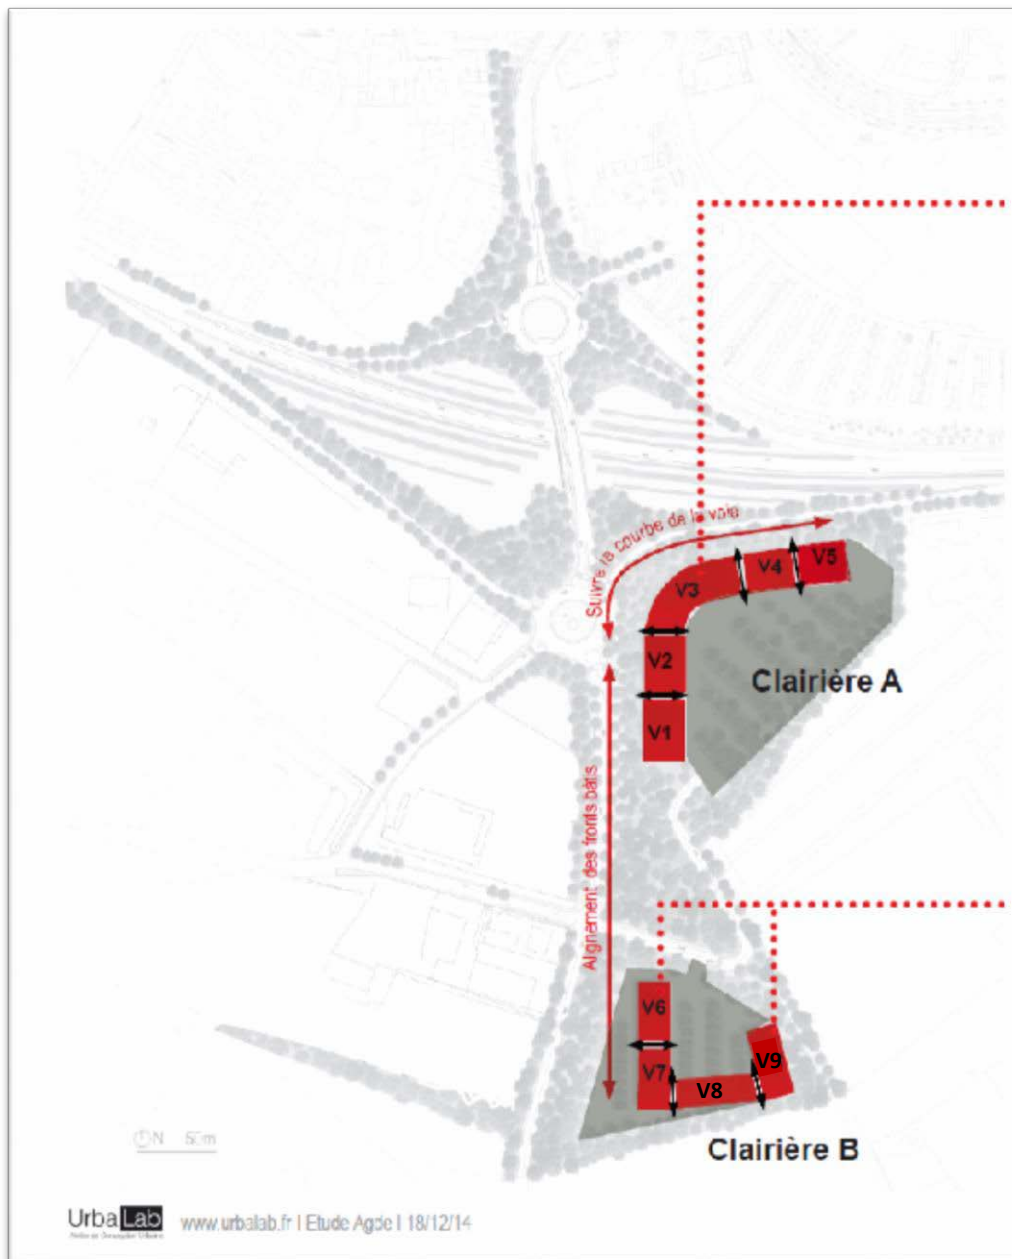 Suivre la courbe de la voie
V5
V4
V3
V2
Clairière A
V1
Alignement des fronts bâtis
V6
V9
V7
V8
N 50m
Clairière B
UrbaLab www.urbalab.fr I Etude Agde I 18/12/14